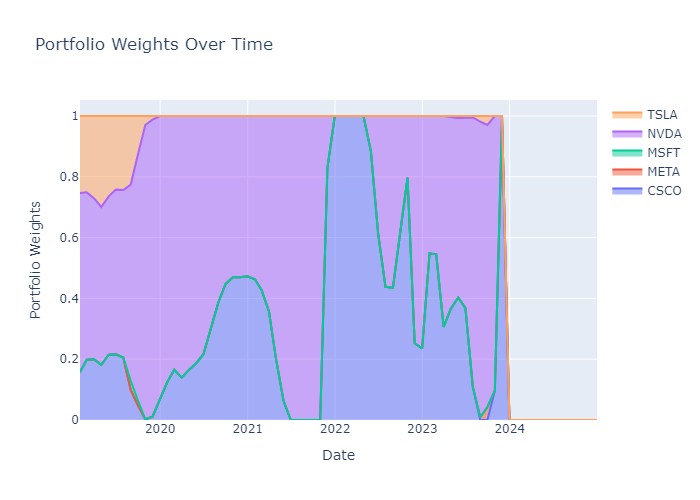 Portfolio Weights Over Time
TSLA
NVDA
MSFT
META
CSCO
1
0.8
0.6
0.4
0.2
0
Portfolio Weights
2020
2021
2022
2023
2024
Date